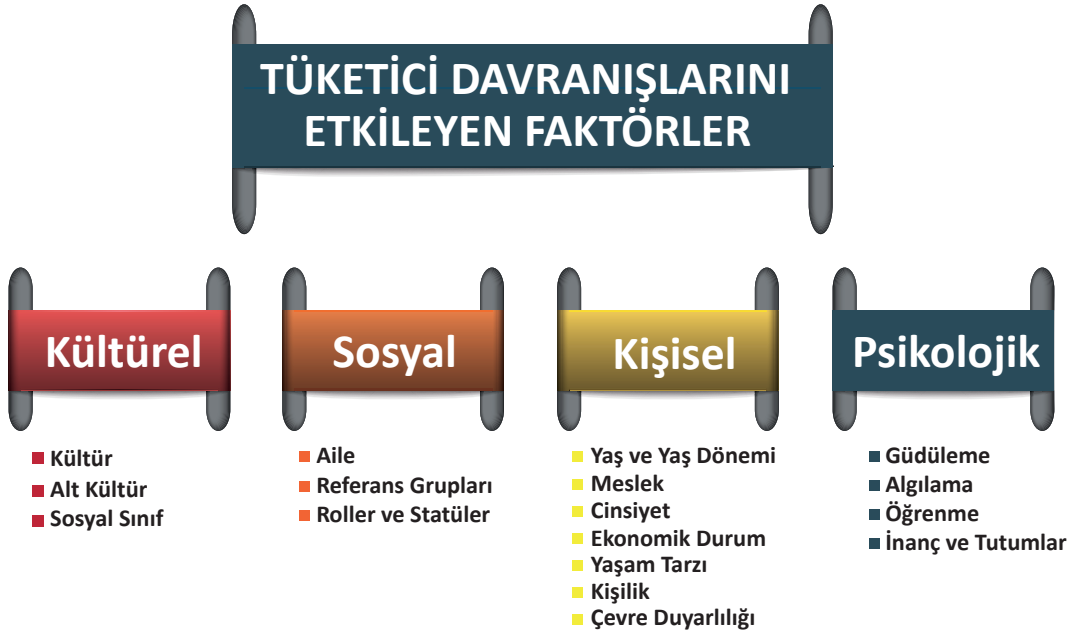 TÜKETİCİ DAVRANIŞLARINI
ETKİLEYEN FAKTÖRLER
Kültürel
Kültür
Alt Kültür
Sosyal Sınıf
Sosyal
Aile
Referans Grupları
Roller ve Statüler
Kişisel
Yaş ve Yaş Dönemi
Meslek
Cinsiyet
Ekonomik Durum
Yaşam Tarzı
Kişilik
Çevre Duyarlılığı
Psikolojik
Güdüleme
Algılama
Öğrenme
İnanç ve Tutumlar